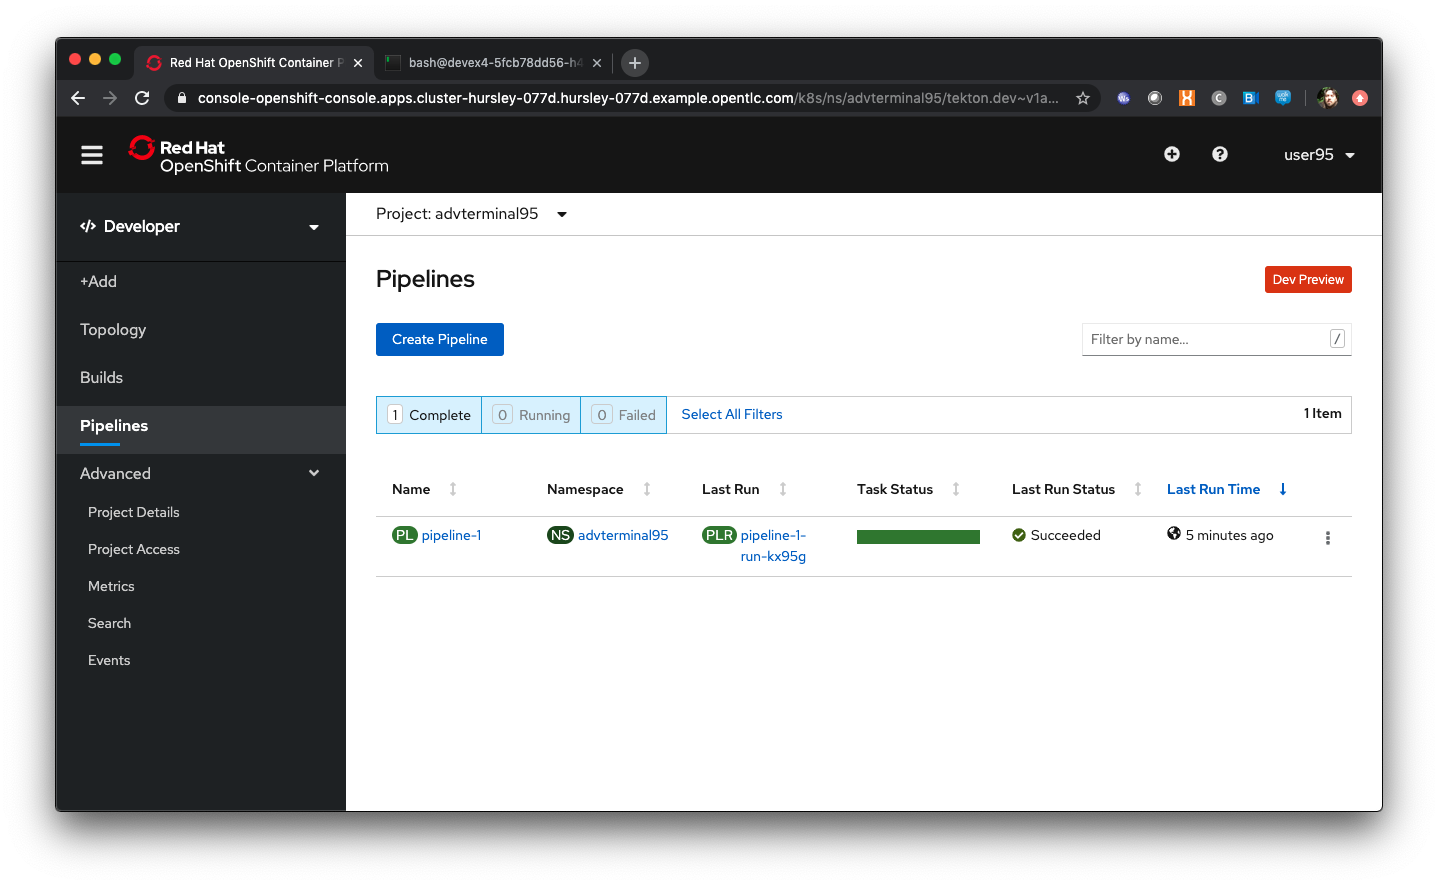 Red Hat OpenShift Container P
bash@devex4-5fcb78dd56-h4
console-openshift-console.apps.cluster-hursley-077d.hursley-077d.example.opentlc.com/k8s/ns/advterminal95/tekton.dev~v1a...
Red Hat
OpenShift Container Platform
user95
Developer
Project: advterminal95
+Add
Topology
Builds
Pipelines
Advanced
Project Details
Project Access
Metrics
Search
Events
Pipelines
Dev Preview
Create Pipeline
Filter by name...
/
1 Complete
0 Running
0 Failed
Select All Filters
1 Item
Name Namespace Last Run Task Status Last Run Status Last Run Time
PL pipeline-1 NS advterminal95 PLR pipeline-1- Succeeded 5 minutes ago
run-kx95g